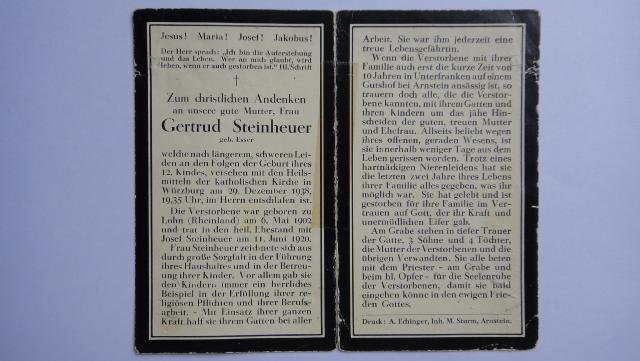 Jesus! Maria! Josef! Jakobus!
Der Herr sprach: „Ich bin die Auferstehung
und das Leben. Wer an mich glaubt, wird
leben, wenn er auch gestorben ist.“ Hl. Schrift
†
Zum christlichen Andenken
an unsere gute Mutter, Frau
Gertrud Steinheuer
geb. Esser
welche nach längerem, schweren Lei-
den an den Folgen der Geburt ihres
12. Kindes, versehen mit den Heils-
mitteln der katholischen Kirche in
Würzburg am 29. Dezember 1938,
19,35 Uhr, im Herrn entschlafen ist.
Die Verstorbene war geboren zu
Lohn (Rheinland) am 6. Mai 1902
und trat in den heil. Ehestand mit
Josef Steinheuer am 11. Juni 1920.
Frau Steinheuer zeichnete sich aus
durch große Sorgfalt in der Führung
ihres Haushaltes und in der Betreu-
ung ihrer Kinder. Vor allem gab sie
den Kindern immer ein herrliches
Beispiel in der Erfüllung ihrer re-
ligiösen Pflichten und ihrer Berufs-
arbeit. - Mit Einsatz ihrer ganzen
Kraft half sie ihrem Gatten bei aller
Arbeit. Sie war ihm jederzeit eine
treue Lebensgefährtin.
Wenn die Verstorbene mit ihrer
Familie auch erst die kurze Zeit von
10 Jahren in Unterfranken auf einem
Gutshof bei Arnstein ansässig ist, so
trauern doch alle, die die Verstor-
bene kannten, mit ihrem Gatten und
ihren Kindern um das jähe Hin-
scheiden der guten, treuen Mutter
und Ehefrau. Allseits beliebt wegen
ihres offenen, geraden Wesens, ist
sie innerhalb weniger Tage aus dem
Leben gerissen worden. Trotz eines
hartnäckigen Nierenleidens hat sie
die letzten zwei Jahre ihres Lebens
ihrer Familie alles gegeben, was ihr
möglich war. Sie hat gelebt und ist
gestorben für ihre Familie im Ver-
trauen auf Gott, der ihr Kraft und
unermüdlichen Eifer gab.
Am Grabe stehen in tiefer Trauer
der Gatte, 3 Söhne und 4 Töchter,
die Mutter der Verstorbenen und die
übrigen Verwandten. Sie alle beten
mit dem Priester - am Grabe und
beim hl. Opfer - für die Seelenruhe
der Verstorbenen, damit sie bald
eingehen könne in den ewigen Frie-
den Gottes.
Druck: A. Echinger, Inh. M. Sturm, Arnstein.